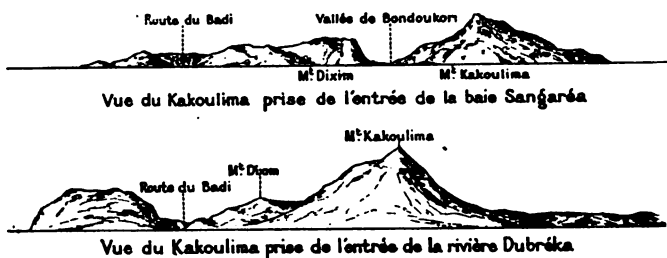 Route du Badi Vallée de Bondoukori
Mt Dixim Mt Kakoulima
Vue du Kakoulima prise de l'entrée de la baie Sangaréa
Mt Kakoulima
Mt Dixim
Route du Badi
Vue du Kakoulima prise de l'entrée de la rivière Dubréka